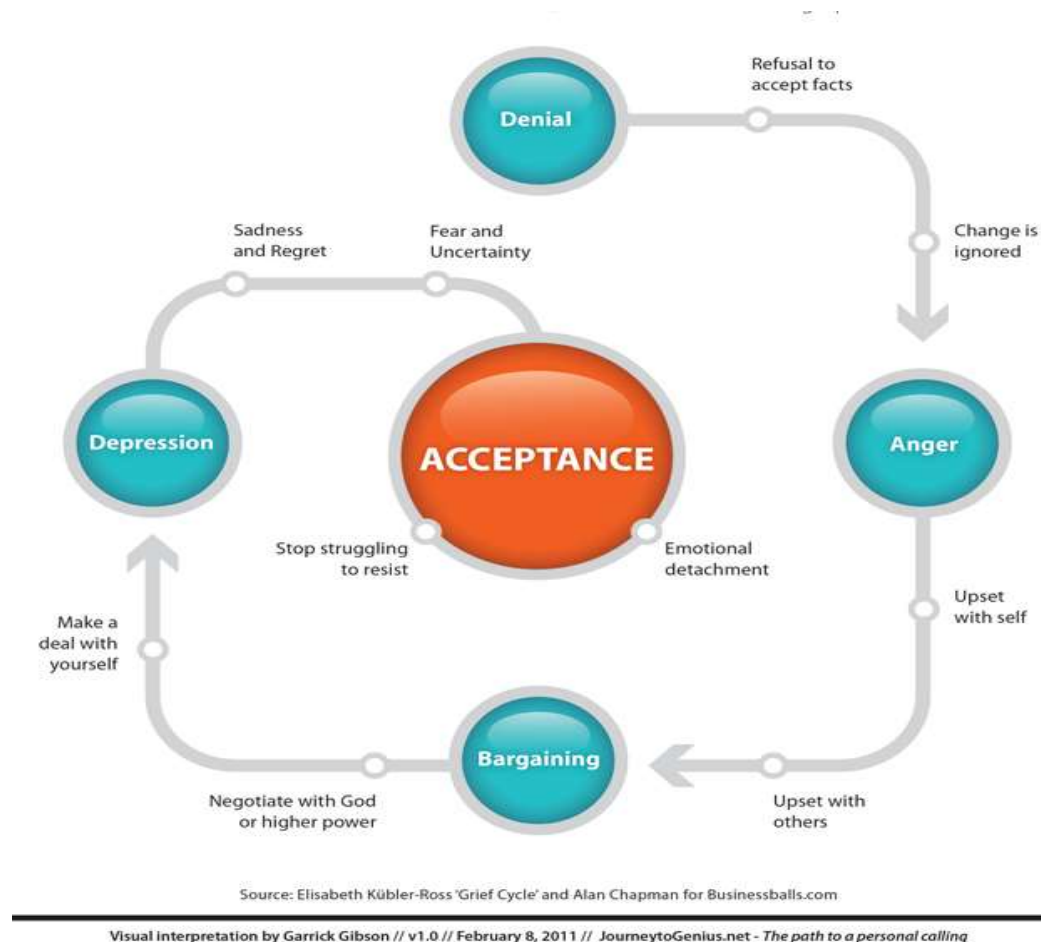 Denial
Refusal to
accept facts
Change is
ignored
Anger
Upset
with self
Upset with
others
Bargaining
Negotiate with God
or higher power
Make a
deal with
yourself
Depression
Sadness
and Regret
Fear and
Uncertainty
ACCEPTANCE
Stop struggling
to resist
Emotional
detachment
Source: Elisabeth Kübler-Ross 'Grief Cycle' and Alan Chapman for Businessballs.com
Visual interpretation by Garrick Gibson // v1.0 // February 8, 2011 // JourneytoGenius.net - The path to a personal calling